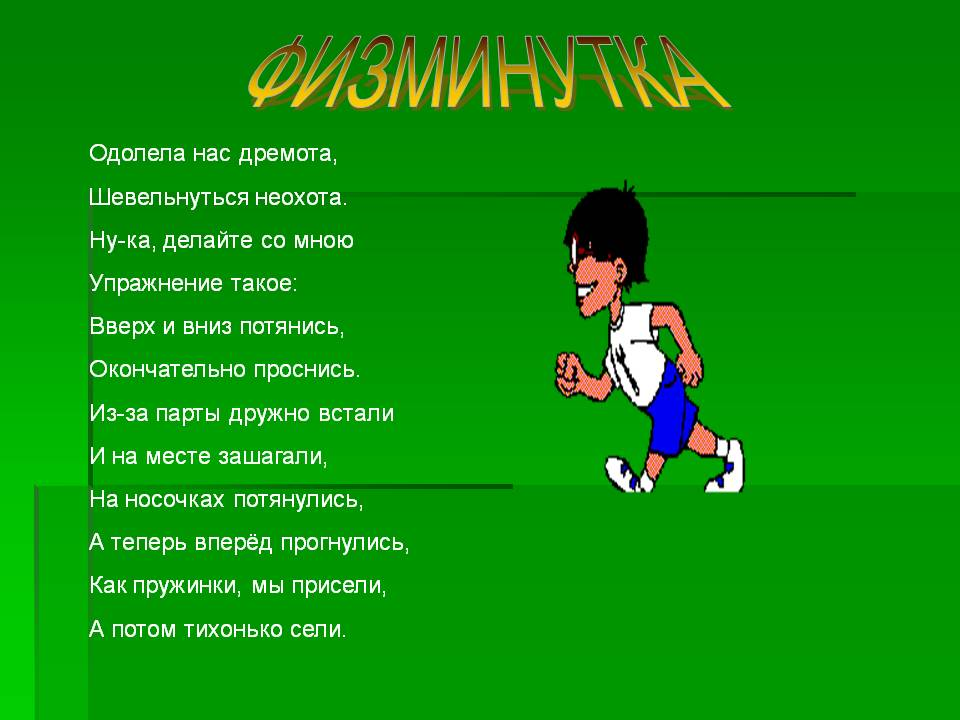 ФИЗМИНУТКА
Одолела нас дремота,
Шевельнуться неохота.
Ну-ка, делайте со мною
Упражнение такое:
Вверх и вниз потянись,
Окончательно проснись.
Из-за парты дружно встали
И на месте зашагали,
На носочках потянулись,
А теперь вперёд прогнулись,
Как пружинки, мы присели,
А потом тихонько сели.